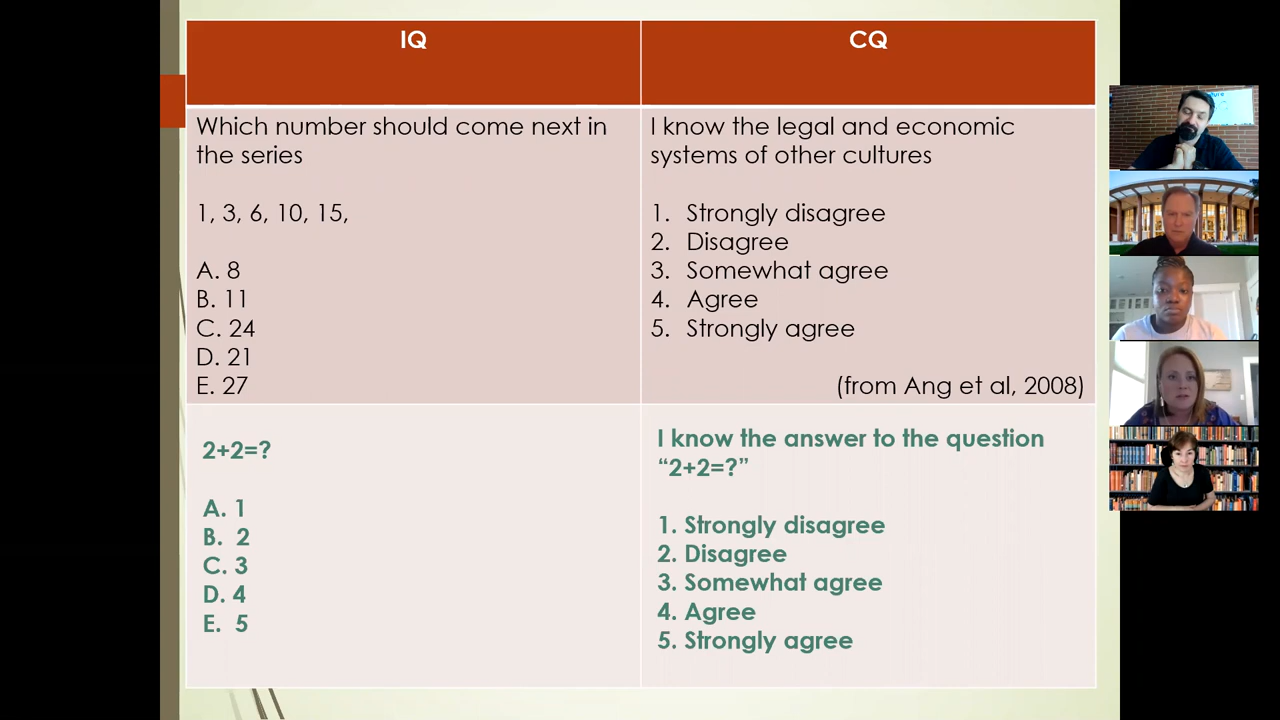 IQ
CQ
Which number should come next in
the series
1, 3, 6, 10, 15,
A. 8
B. 11
C. 24
D. 21
E. 27
I know the legal and economic
systems of other cultures
1. Strongly disagree
2. Disagree
3. Somewhat agree
4. Agree
5. Strongly agree
(from Ang et al, 2008)
2+2=?
A. 1
B. 2
C. 3
D. 4
E. 5
I know the answer to the question
“2+2=?”
1. Strongly disagree
2. Disagree
3. Somewhat agree
4. Agree
5. Strongly agree